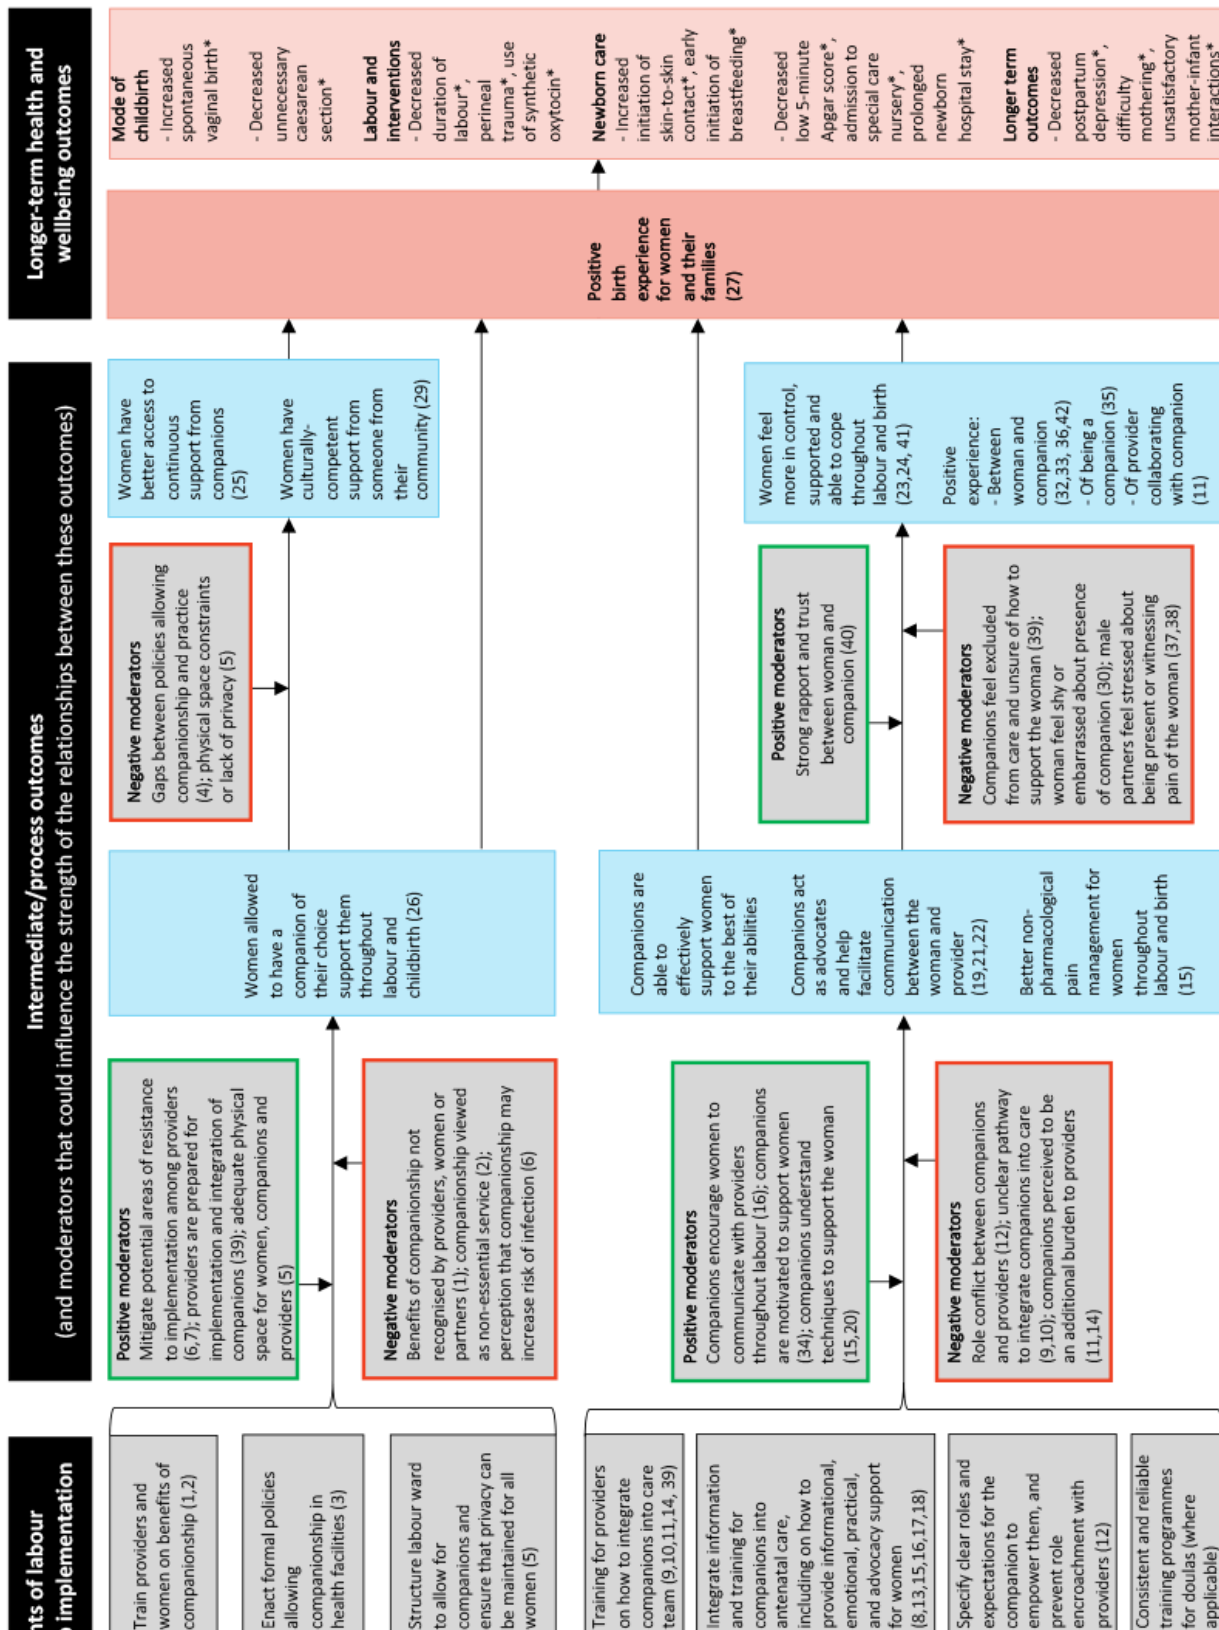 nts of labour
o implementation
Train providers and
women on benefits of
companionship (1,2)
Enact formal policies
allowing
companionship in
health facilities (3)
Structure labour ward
to allow for
companions and
ensure that privacy can
be maintained for all
women (5)
Training for providers
on how to integrate
companions into care
team (9,10,11,14, 39)
Integrate information
and training for
companions into
antenatal care,
including on how to
provide informational,
emotional, practical,
and advocacy support
for women
(8,13,15,16,17,18)
Specify clear roles and
expectations for the
companion to
empower them, and
prevent role
encroachment with
providers (12)
Consistent and reliable
training programmes
for doulas (where
applicable)
Intermediate/process outcomes
(and moderators that could influence the strength of the relationships between these outcomes)
Positive moderators
Mitigate potential areas of resistance
to implementation among providers
(6,7); providers are prepared for
implementation and integration of
companions (39); adequate physical
space for women, companions and
providers (5)
Negative moderators
Benefits of companionship not
recognised by providers, women or
partners (1); companionship viewed
as non-essential service (2);
perception that companionship may
increase risk of infection (6)
Positive moderators
Companions encourage women to
communicate with providers
throughout labour (16); companions
are motivated to support women
(34); companions understand
techniques to support the woman
(15,20)
Negative moderators
Role conflict between companions
and providers (12); unclear pathway
to integrate companions into care
(9,10); companions perceived to be
an additional burden to providers
(11,14)
Women allowed
to have a
companion of
their choice
support them
throughout
labour and
childbirth (26)
Companions are
able to
effectively
support women
to the best of
their abilities
Companions act
as advocates
and help
facilitate
communication
between the
woman and
provider
(19,21,22)
Better non-
pharmacological
pain
management for
women
throughout
labour and birth
(15)
Negative moderators
Gaps between policies allowing
companionship and practice
(4); physical space constraints
or lack of privacy (5)
Positive moderators
Strong rapport and trust
between woman and
companion (40)
Negative moderators
Companions feel excluded
from care and unsure of how to
support the woman (39);
woman feel shy or
embarrassed about presence
of companion (30); male
partners feel stressed about
being present or witnessing
pain of the woman (37,38)
Women have
better access to
continuous
support from
companions
(25)
Women have
culturally-
competent
support from
someone from
their
community (29)
Women feel
more in control,
supported and
able to cope
throughout
labour and birth
(23,24, 41)
Positive
experience:
- Between
woman and
companion
(32,33, 36,42)
- Of being a
companion (35)
- Of provider
collaborating
with companion
(11)
Longer-term health and
wellbeing outcomes
Positive
birth
experience
for women
and their
families
(27)
Mode of
childbirth
- Increased
spontaneous
vaginal birth*
- Decreased
unnecessary
caesarean
section*
Labour and
interventions
- Decreased
duration of
labour*,
perineal
trauma*, use
of synthetic
oxytocin*
Newborn care
- Increased
initiation of
skin-to-skin
contact*, early
initiation of
breastfeeding*
- Decreased
low 5-minute
Apgar score*,
admission to
special care
nursery*,
prolonged
newborn
hospital stay*
Longer term
outcomes
- Decreased
postpartum
depression*,
difficulty
mothering*,
unsatisfactory
mother-infant
interactions*